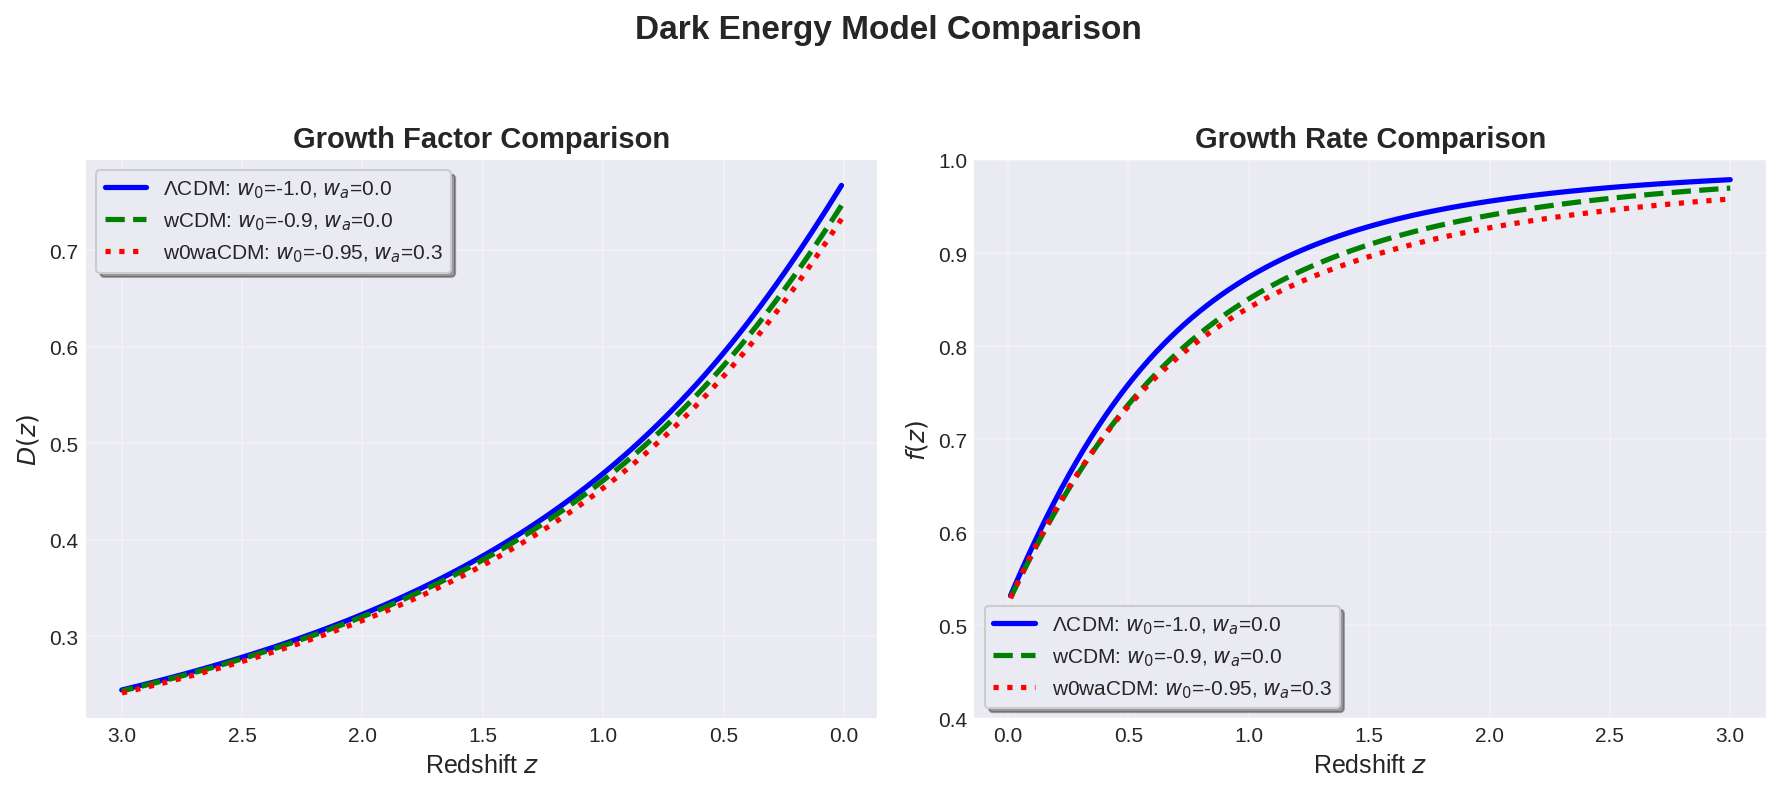 Dark Energy Model Comparison
Growth Factor Comparison
ΛCDM: w₀=-1.0, wₐ=0.0
wCDM: w₀=-0.9, wₐ=0.0
w0waCDM: w₀=-0.95, wₐ=0.3
0.7
0.6
0.5
0.4
0.3
D(z)
3.0 2.5 2.0 1.5 1.0 0.5 0.0
Redshift z
Growth Rate Comparison
1.0
0.9
0.8
0.7
0.6
0.5
0.4
f(z)
ΛCDM: w₀=-1.0, wₐ=0.0
wCDM: w₀=-0.9, wₐ=0.0
w0waCDM: w₀=-0.95, wₐ=0.3
0.0 0.5 1.0 1.5 2.0 2.5 3.0
Redshift z